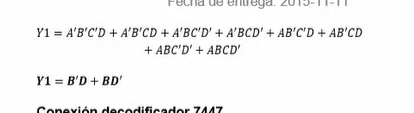 Fecha de entrega: 2015-11-11
Y1 = A'B'C'D + A'B'CD + A'BC'D' + A'BCD' + AB'C'D + AB'CD
+ ABC'D' + ABCD'
Y1 = B'D + BD'
Conexión decodificador 7447